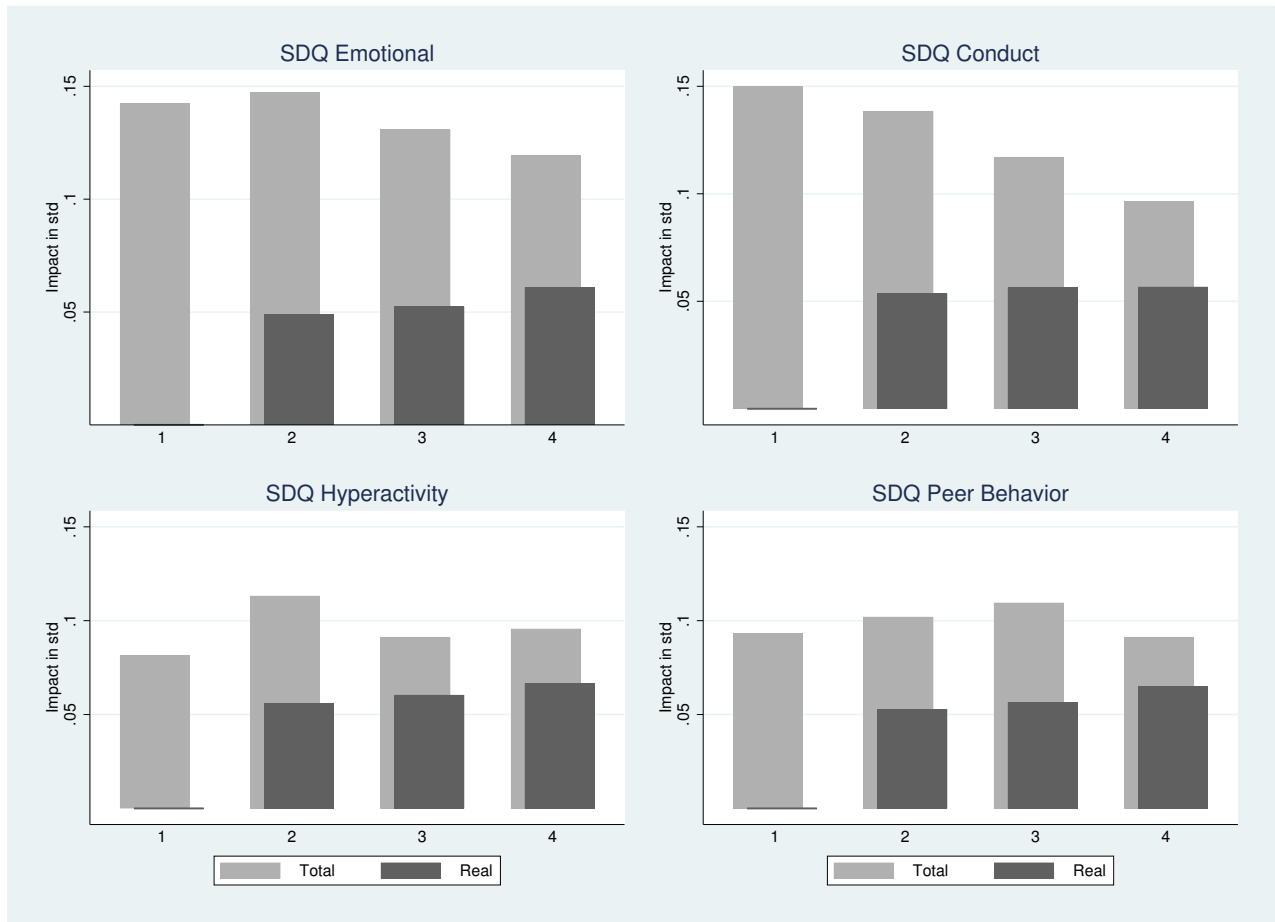 SDQ Emotional
Impact in std
.15
.1
.05
1 2 3 4
SDQ Conduct
Impact in std
.15
.1
.05
1 2 3 4
SDQ Hyperactivity
Impact in std
.15
.1
.05
1 2 3 4
Total Real
SDQ Peer Behavior
Impact in std
.15
.1
.05
1 2 3 4
Total Real